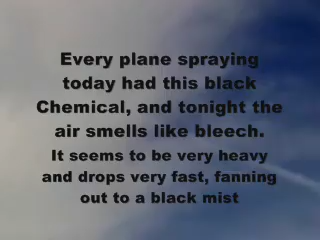 Every plane spraying
today had this black
Chemical, and tonight the
air smells like bleech.
It seems to be very heavy
and drops very fast, fanning
out to a black mist